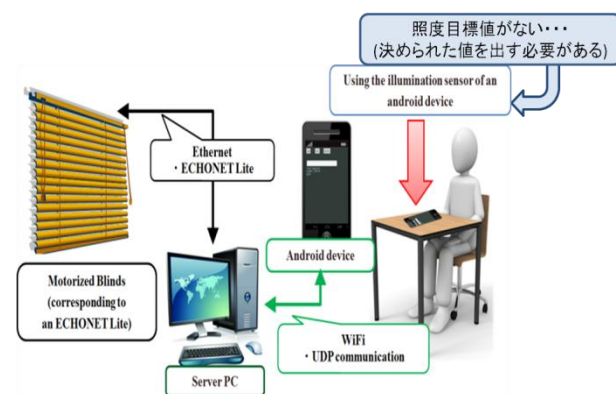 照度目標値がない・・・
(決められた値を出す必要がある)
Using the illumination sensor of an
android device
Ethernet
・ECHONET Lite
Motorized Blinds
(corresponding to
an ECHONET Lite)
Android device
WiFi
・UDP communication
Server PC